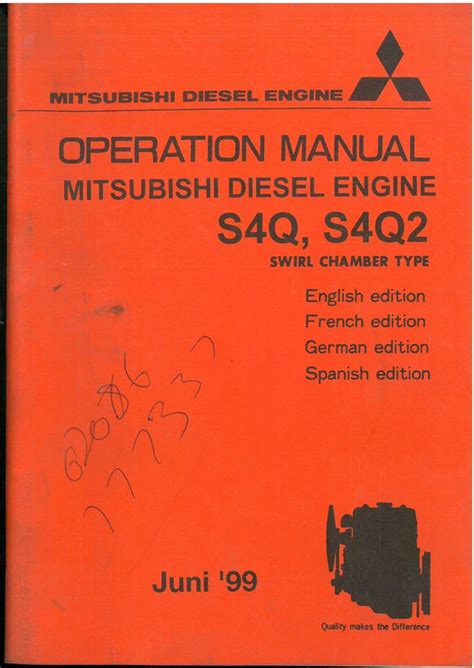 MITSUBISHI DIESEL ENGINE
OPERATION MANUAL
MITSUBISHI DIESEL ENGINE
S4Q, S4Q2
SWIRL CHAMBER TYPE
English edition
French edition
German edition
Spanish edition
Juni '99
Quality makes the Difference